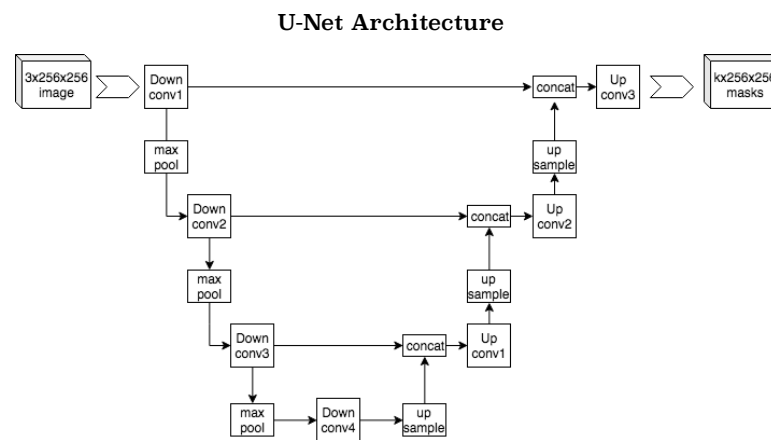 U-Net Architecture
3x256x256
image
Down
conv1
concat
Up
conv3
kx256x256
masks
max
pool
up
sample
Down
conv2
concat
Up
conv2
max
pool
up
sample
Down
conv3
concat
Up
conv1
max
pool
Down
conv4
up
sample